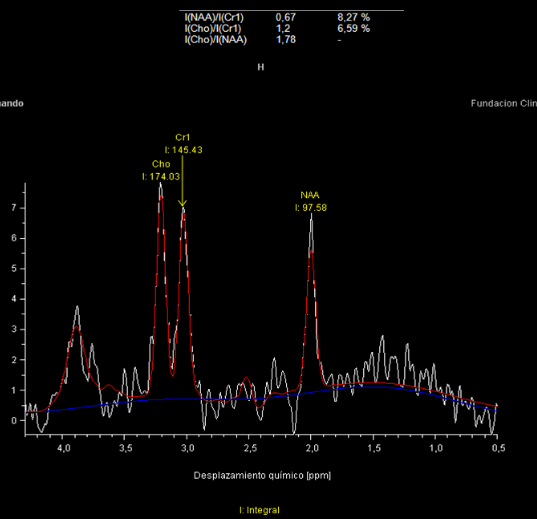 I(NAA)/I(Cr1) 0,67 8,27 %
I(Cho)/I(Cr1) 1,2 6,59 %
I(Cho)/I(NAA) 1,78 -
H
uando Fundacion Clin
Cr1
I: 145.43
Cho
I: 174.03
NAA
I: 97.58
7
6
5
4
3
2
1
0
4,0 3,5 3,0 2,5 2,0 1,5 1,0 0,5
Desplazamiento químico [ppm]
I: Integral